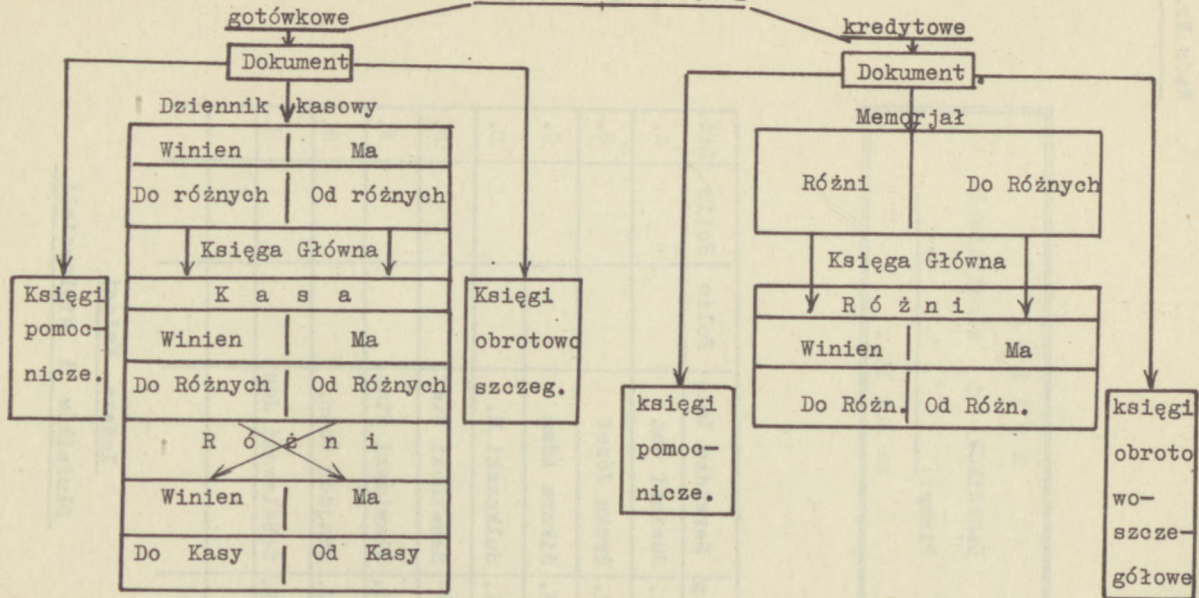 gotówkowe
Dokument
Dziennik kasowy
Winien Ma
Do różnych Od różnych
Księga Główna
K a s a
Winien Ma
Do Różnych Od Różnych
R ó ż n i
Winien Ma
Do Kasy Od Kasy
Księgi
pomoc-
nicze.
Księgi
obrotowo
szczeg.
kredytowe
Dokument
Memorjał
Różni Do Różnych
Księga Główna
R ó ż n i
Winien Ma
Do Różn. Od Różn.
księgi
pomoc-
nicze.
księgi
obroto
wo-
szcze-
gółowe